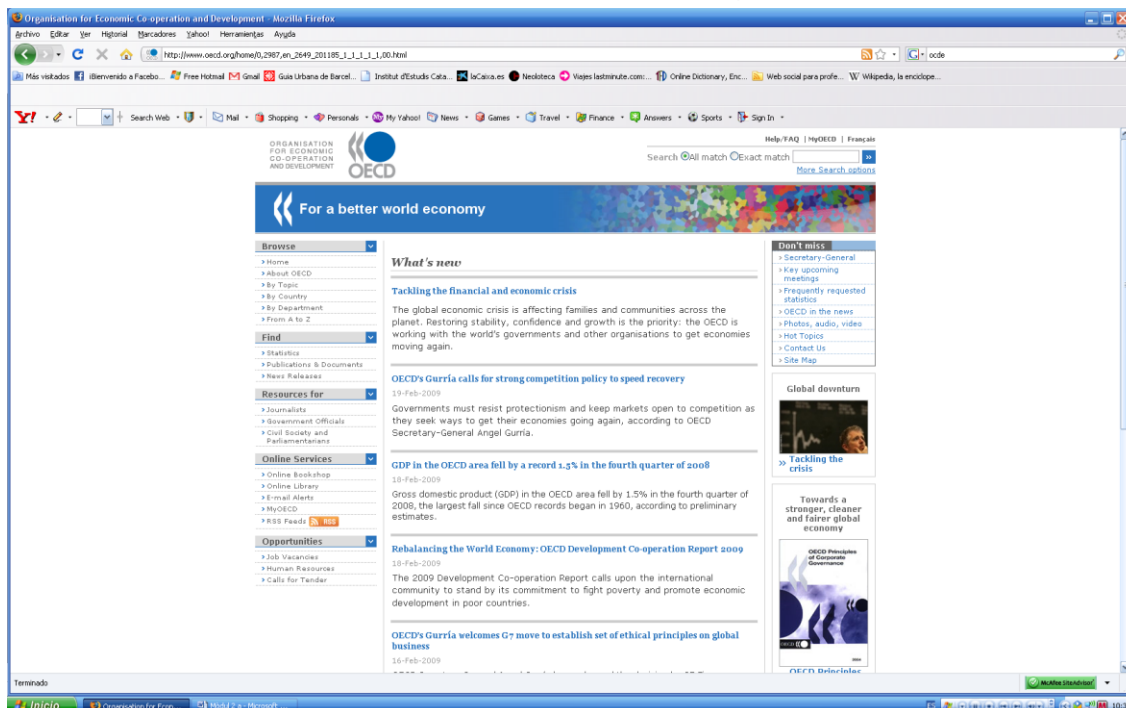 Organisation for Economic Co-operation and Development - Mozilla Firefox
Archivo Editar Ver Historial Marcadores Yahoo! Herramientas Ayuda
http://www.oecd.org/home/0,2987,en_2649_201185_1_1_1_1_1,00.html
ocde
Más visitados iBienvenido a Facebo... Free Hotmail Gmail Guia Urbana de Barcel... Institut d'Estudis Cata... laCaixa.es Neoloteca Viajes lastminute.com:... Online Dictionary, Enc... Web social para profe... Wikipedia, la enciclope...
Y! Search Web Mail Shopping Personals My Yahoo! News Games Travel Finance Answers Sports Sign In
ORGANISATION
FOR ECONOMIC
CO-OPERATION
AND DEVELOPMENT
OECD
Help/FAQ | MyOECD | Français
Search All match Exact match
More Search options
For a better world economy
Browse
Home
About OECD
By Topic
By Country
By Department
From A to Z
Find
Statistics
Publications & Documents
News Releases
Resources for
Journalists
Government Officials
Civil Society and
Parliamentarians
Online Services
Online Bookshop
Online Library
E-mail Alerts
MyOECD
RSS Feeds RSS
Opportunities
Job Vacancies
Human Resources
Calls for Tender
What's new
Tackling the financial and economic crisis
The global economic crisis is affecting families and communities across the
planet. Restoring stability, confidence and growth is the priority: the OECD is
working with the world's governments and other organisations to get economies
moving again.
OECD's Gurría calls for strong competition policy to speed recovery
19-Feb-2009
Governments must resist protectionism and keep markets open to competition as
they seek ways to get their economies going again, according to OECD
Secretary-General Angel Gurría.
GDP in the OECD area fell by a record 1.5% in the fourth quarter of 2008
18-Feb-2009
Gross domestic product (GDP) in the OECD area fell by 1.5% in the fourth quarter of
2008, the largest fall since OECD records began in 1960, according to preliminary
estimates.
Rebalancing the World Economy: OECD Development Co-operation Report 2009
18-Feb-2009
The 2009 Development Co-operation Report calls upon the international
community to stand by its commitment to fight poverty and promote economic
development in poor countries.
OECD's Gurría welcomes G7 move to establish set of ethical principles on global
business
16-Feb-2009
Don't miss
Secretary-General
Key upcoming
meetings
Frequently requested
statistics
OECD in the news
Photos, audio, video
Hot Topics
Contact Us
Site Map
Global downturn
Tackling the
crisis
Towards a
stronger, cleaner
and fairer global
economy
OECD Principles
of Corporate
Governance
OECD
OECD Principles
Terminado
McAfee SiteAdvisor
Inicio
Organisation for Econ...
Mòdul 2 a - Microsoft ...